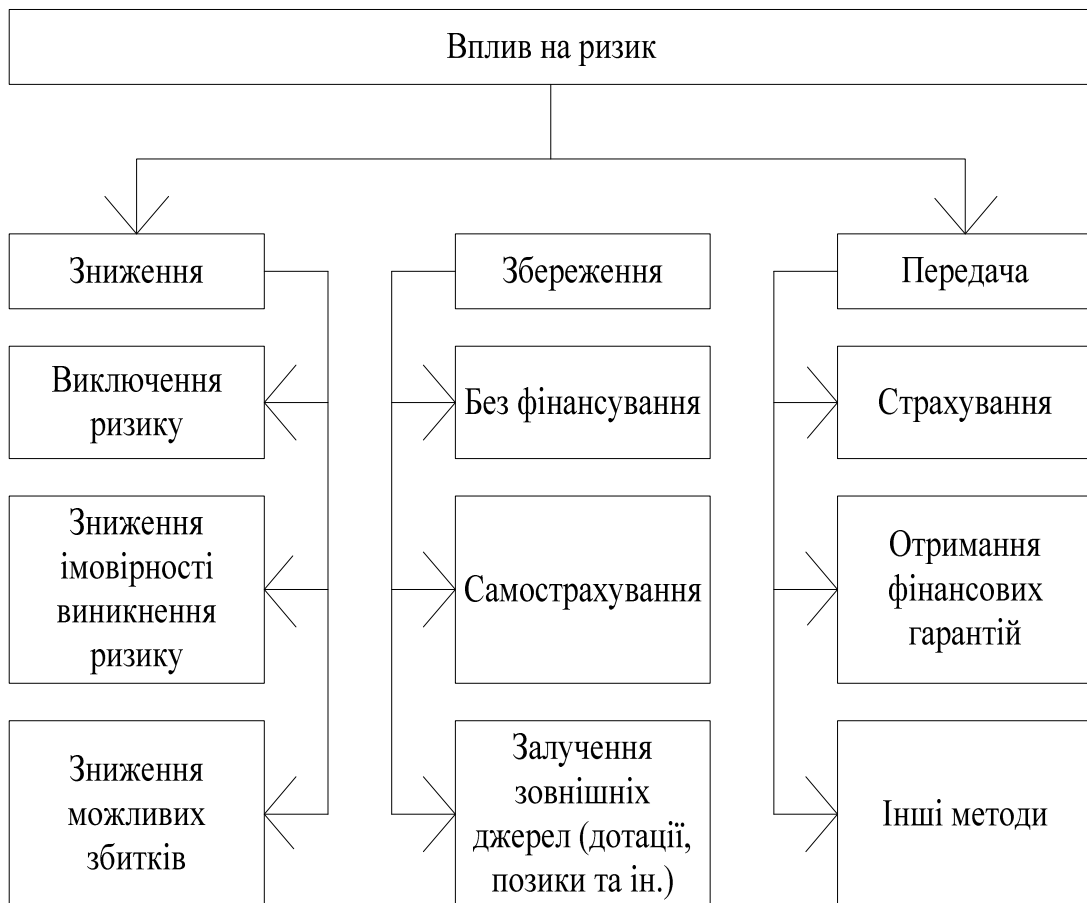 Вплив на ризик
Зниження
Збереження
Передача
Виключення
ризику
Без фінансування
Страхування
Зниження
імовірності
виникнення
ризику
Самострахування
Отримання
фінансових
гарантій
Зниження
можливих
збитків
Залучення
зовнішніх
джерел (дотації,
позики та ін.)
Інші методи